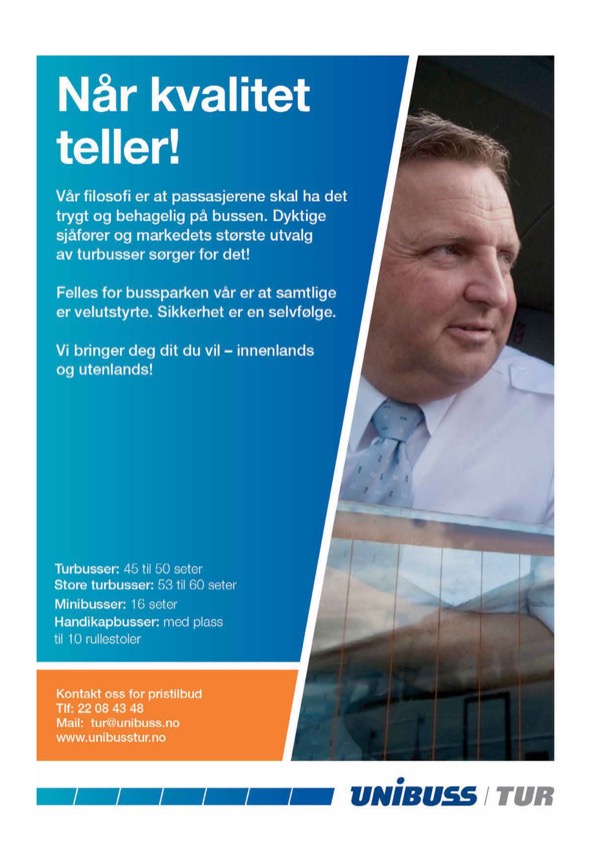 Når kvalitet
teller!
Vår filosofi er at passasjerene skal ha det
trygt og behagelig på bussen. Dyktige
sjåfører og markedets største utvalg
av turbusser sørger for det!
Felles for bussparken vår er at samtlige
er velutstyrte. Sikkerhet er en selvfølge.
Vi bringer deg dit du vil – innenlands
og utenlands!
Turbusser: 45 til 50 seter
Store turbusser: 53 til 60 seter
Minibusser: 16 seter
Handikapbusser: med plass
til 10 rullestoler
Kontakt oss for pristilbud
Tlf: 22 08 43 48
Mail: tur@unibuss.no
www.unibusstur.no
UNIBUSS / TUR